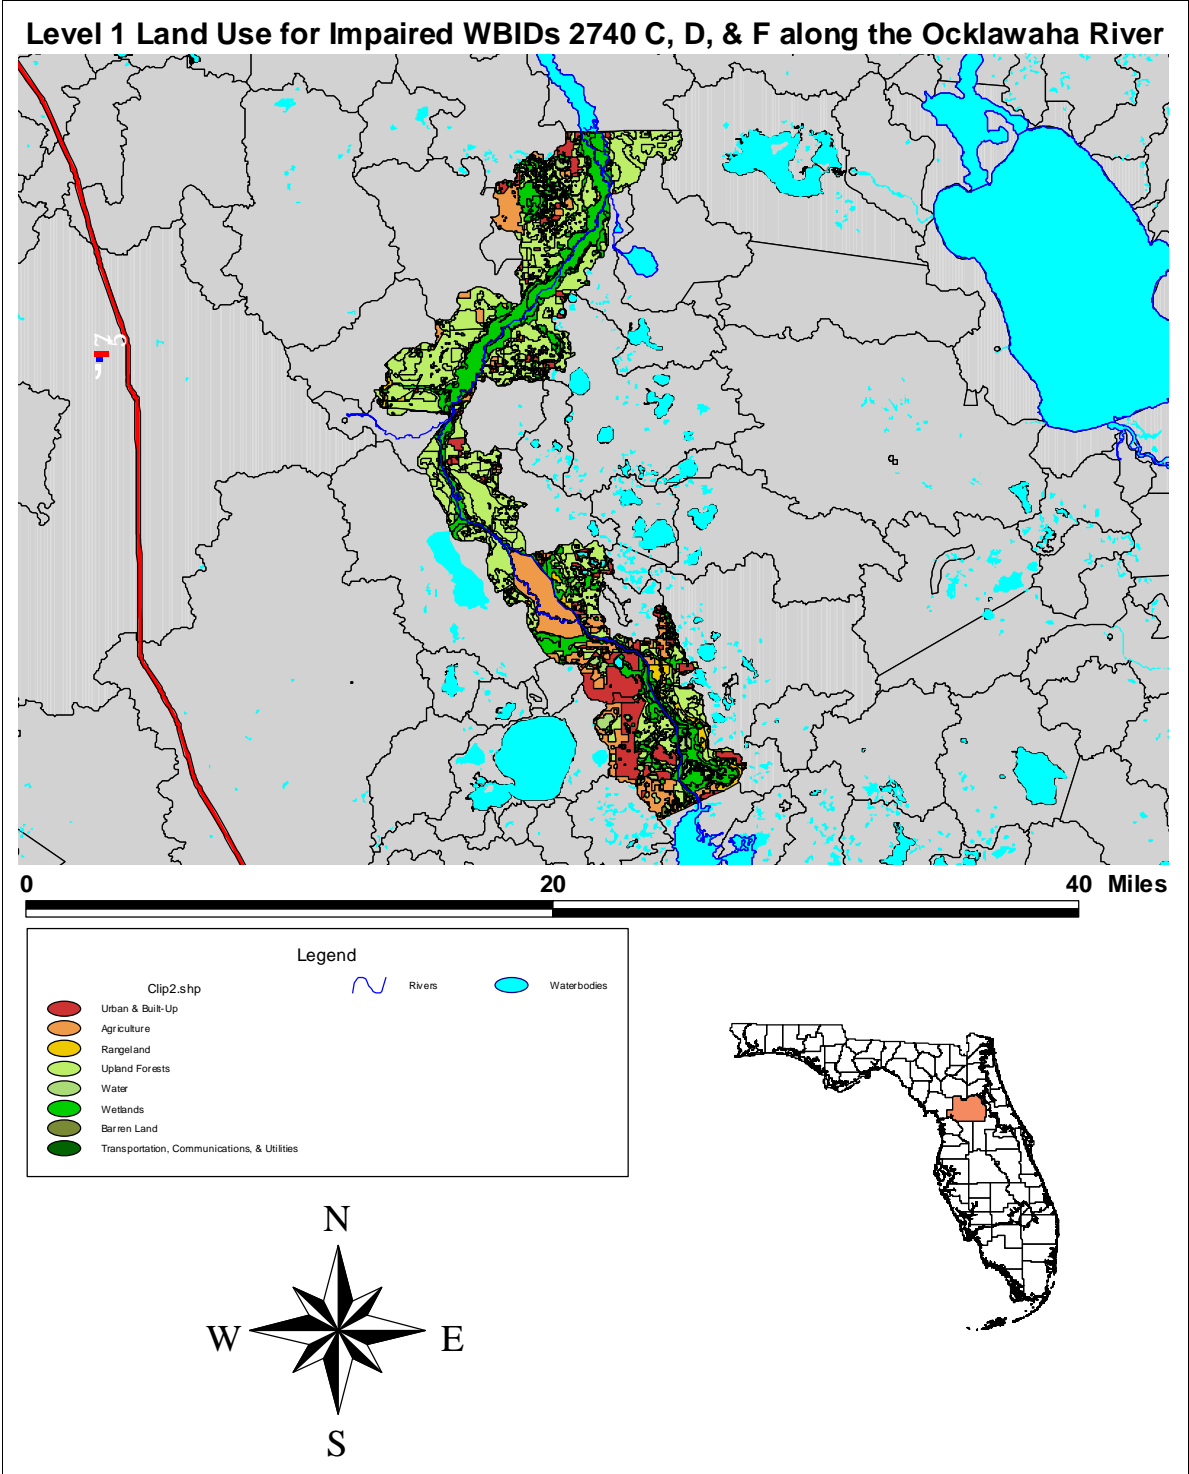 Level 1 Land Use for Impaired WBIDs 2740 C, D, & F along the Ocklawaha River
0 20 40 Miles
Legend
Clip2.shp
Rivers
Waterbodies
Urban & Built-Up
Agriculture
Rangeland
Upland Forests
Water
Wetlands
Barren Land
Transportation, Communications, & Utilities
N
W E
S